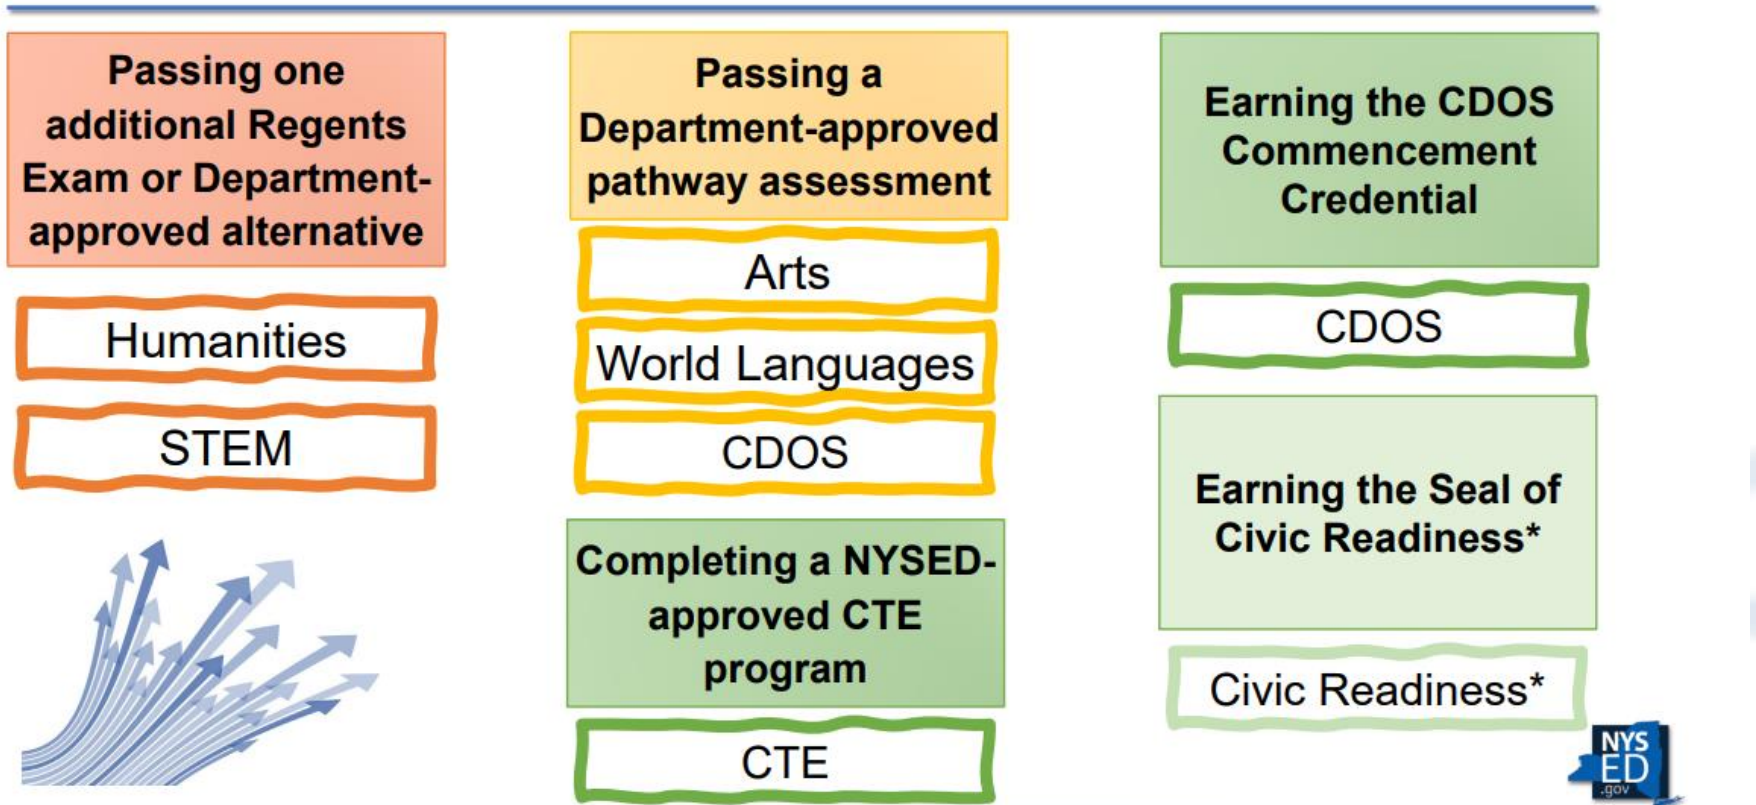 Passing one
additional Regents
Exam or Department-
approved alternative
Humanities
STEM
Passing a
Department-approved
pathway assessment
Arts
World Languages
CDOS
Completing a NYSED-
approved CTE
program
CTE
Earning the CDOS
Commencement
Credential
CDOS
Earning the Seal of
Civic Readiness*
Civic Readiness*
NYS
ED
.gov